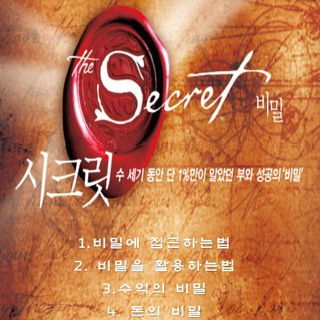 the Secret 비밀
시크릿 수 세기 동안 단 1%만이 알았던 부와 성공의 '비밀'
1.비밀에 접근하는법
2. 비밀을 활용하는법
3.수익의 비밀
4. 돈의 비밀